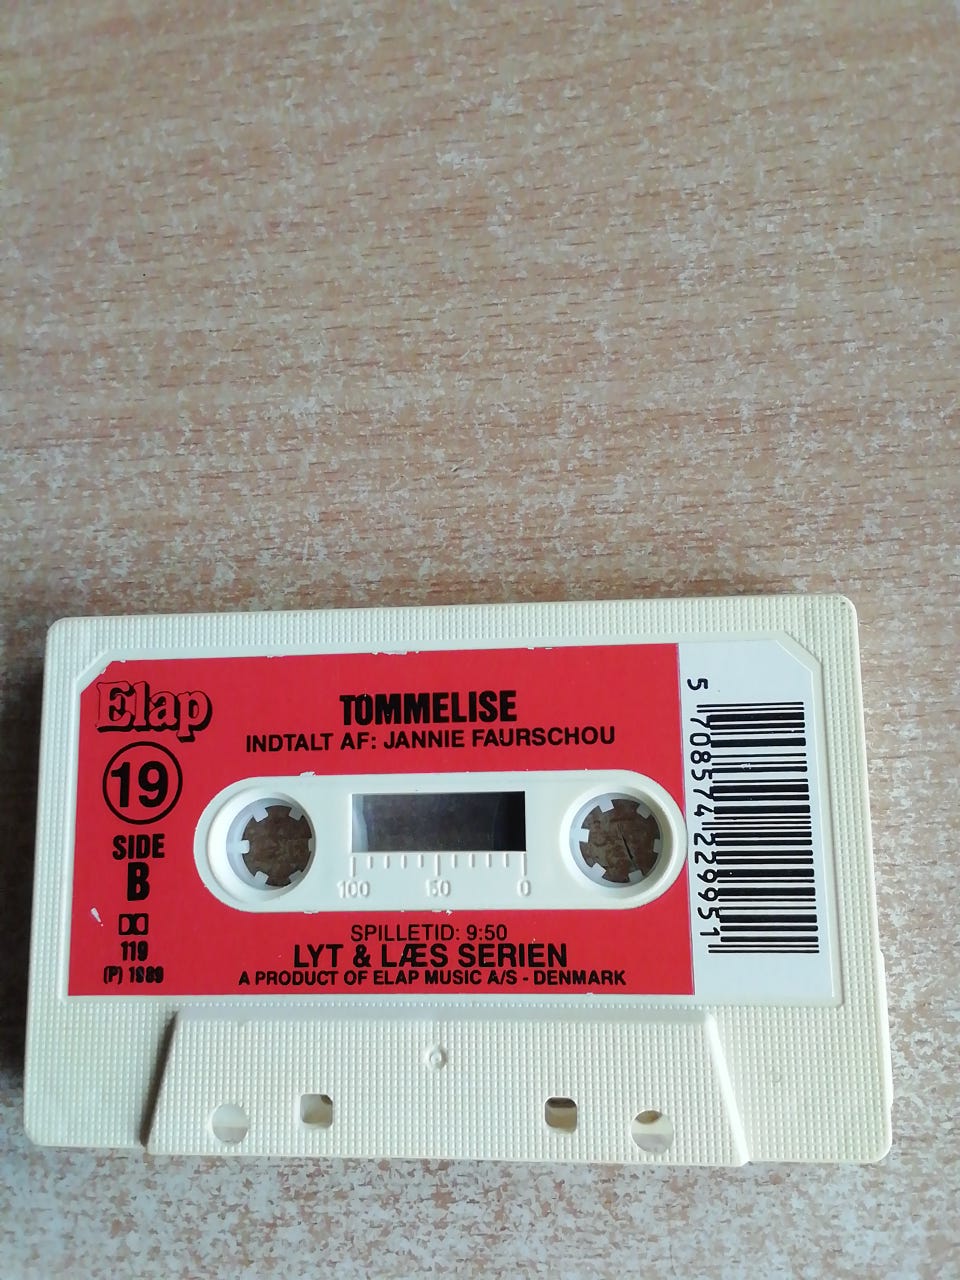 Elap
TOMMELISE
INDTALT AF: JANNIE FAURSCHOU
19
SIDE
B
119
(P) 1989
100 50 0
SPILLETID: 9:50
LYT & LÆS SERIEN
A PRODUCT OF ELAP MUSIC A/S - DENMARK
5 708574 229951